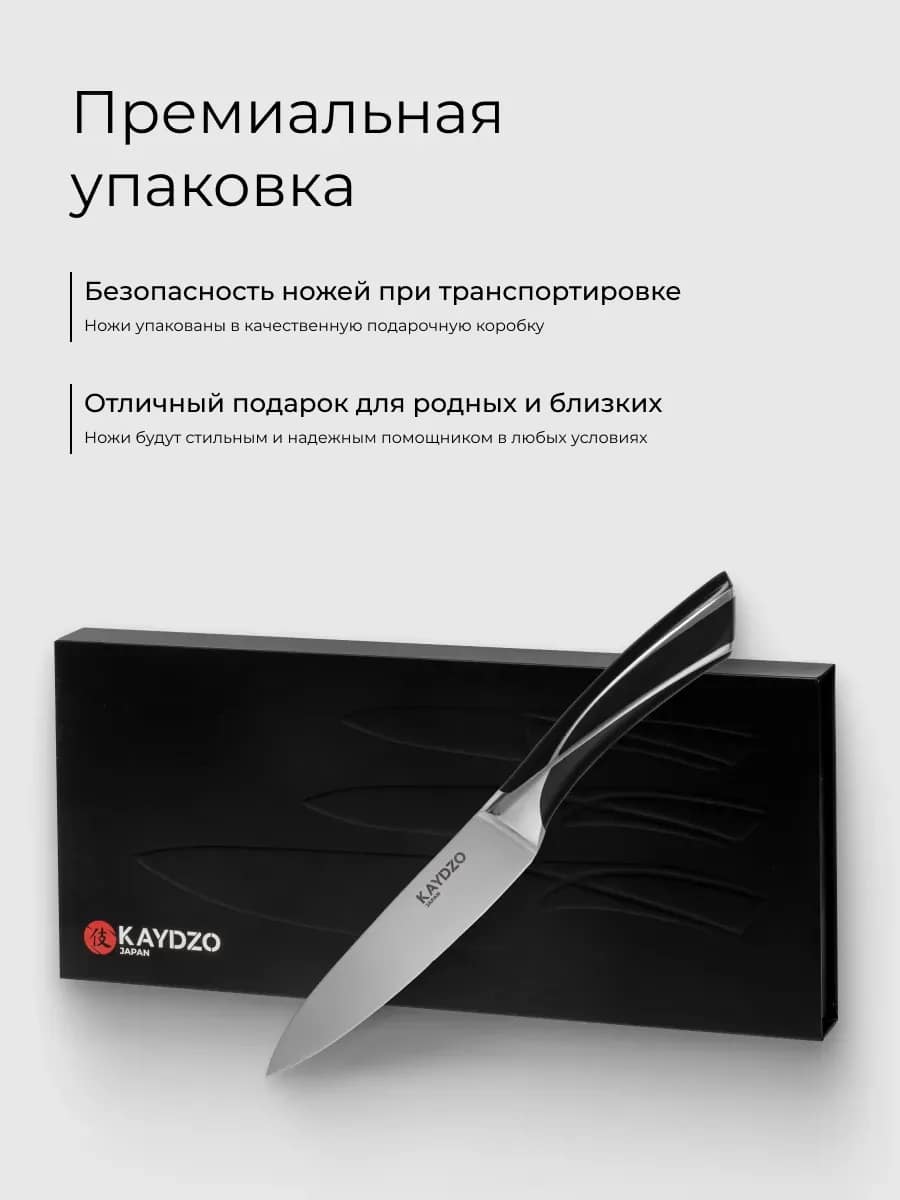 Премиальная
упаковка
Безопасность ножей при транспортировке
Ножи упакованы в качественную подарочную коробку
Отличный подарок для родных и близких
Ножи будут стильным и надежным помощником в любых условиях
KAYDZO
JAPAN
伎 KAYDZO
JAPAN